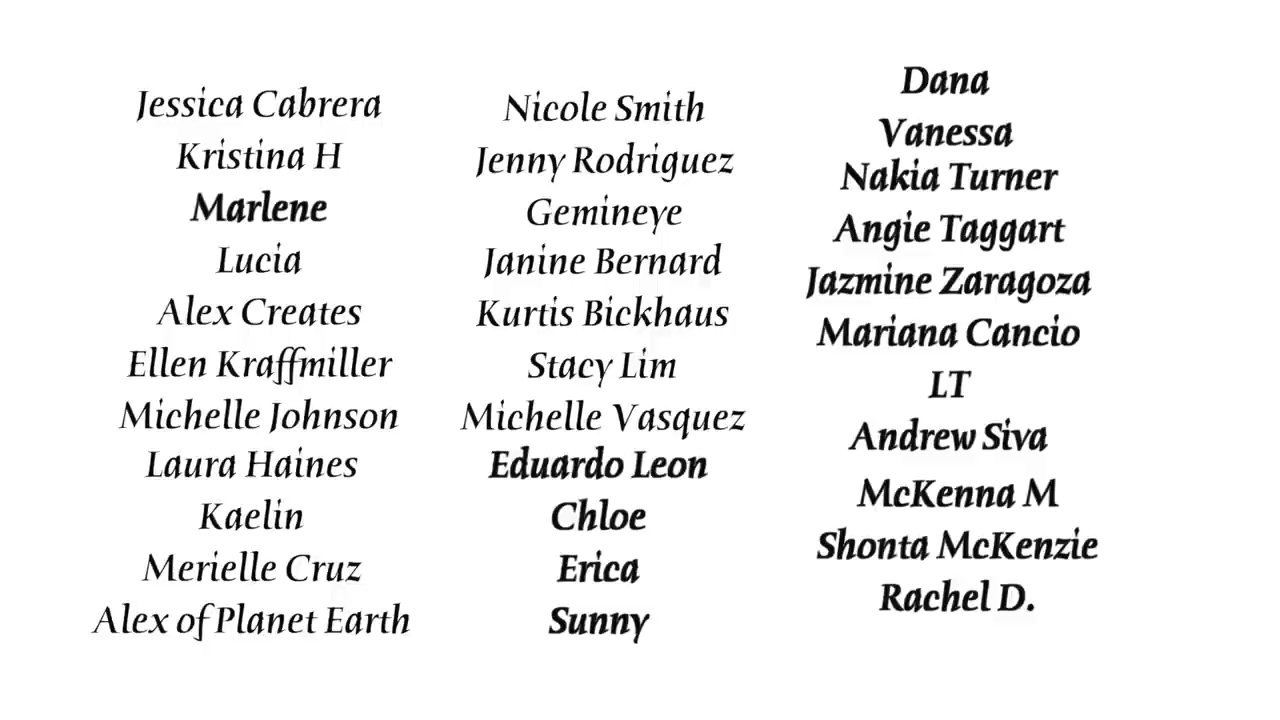 Jessica Cabrera
Kristina H
Marlene
Lucia
Alex Creates
Ellen Kraffmiller
Michelle Johnson
Laura Haines
Kaelin
Merielle Cruz
Alex of Planet Earth
Nicole Smith
Jenny Rodriguez
Gemineye
Janine Bernard
Kurtis Bickhaus
Stacy Lim
Michelle Vasquez
Eduardo Leon
Chloe
Erica
Sunny
Dana
Vanessa
Nakia Turner
Angie Taggart
Jazmine Zaragoza
Mariana Cancio
LT
Andrew Siva
McKenna M
Shonta McKenzie
Rachel D.